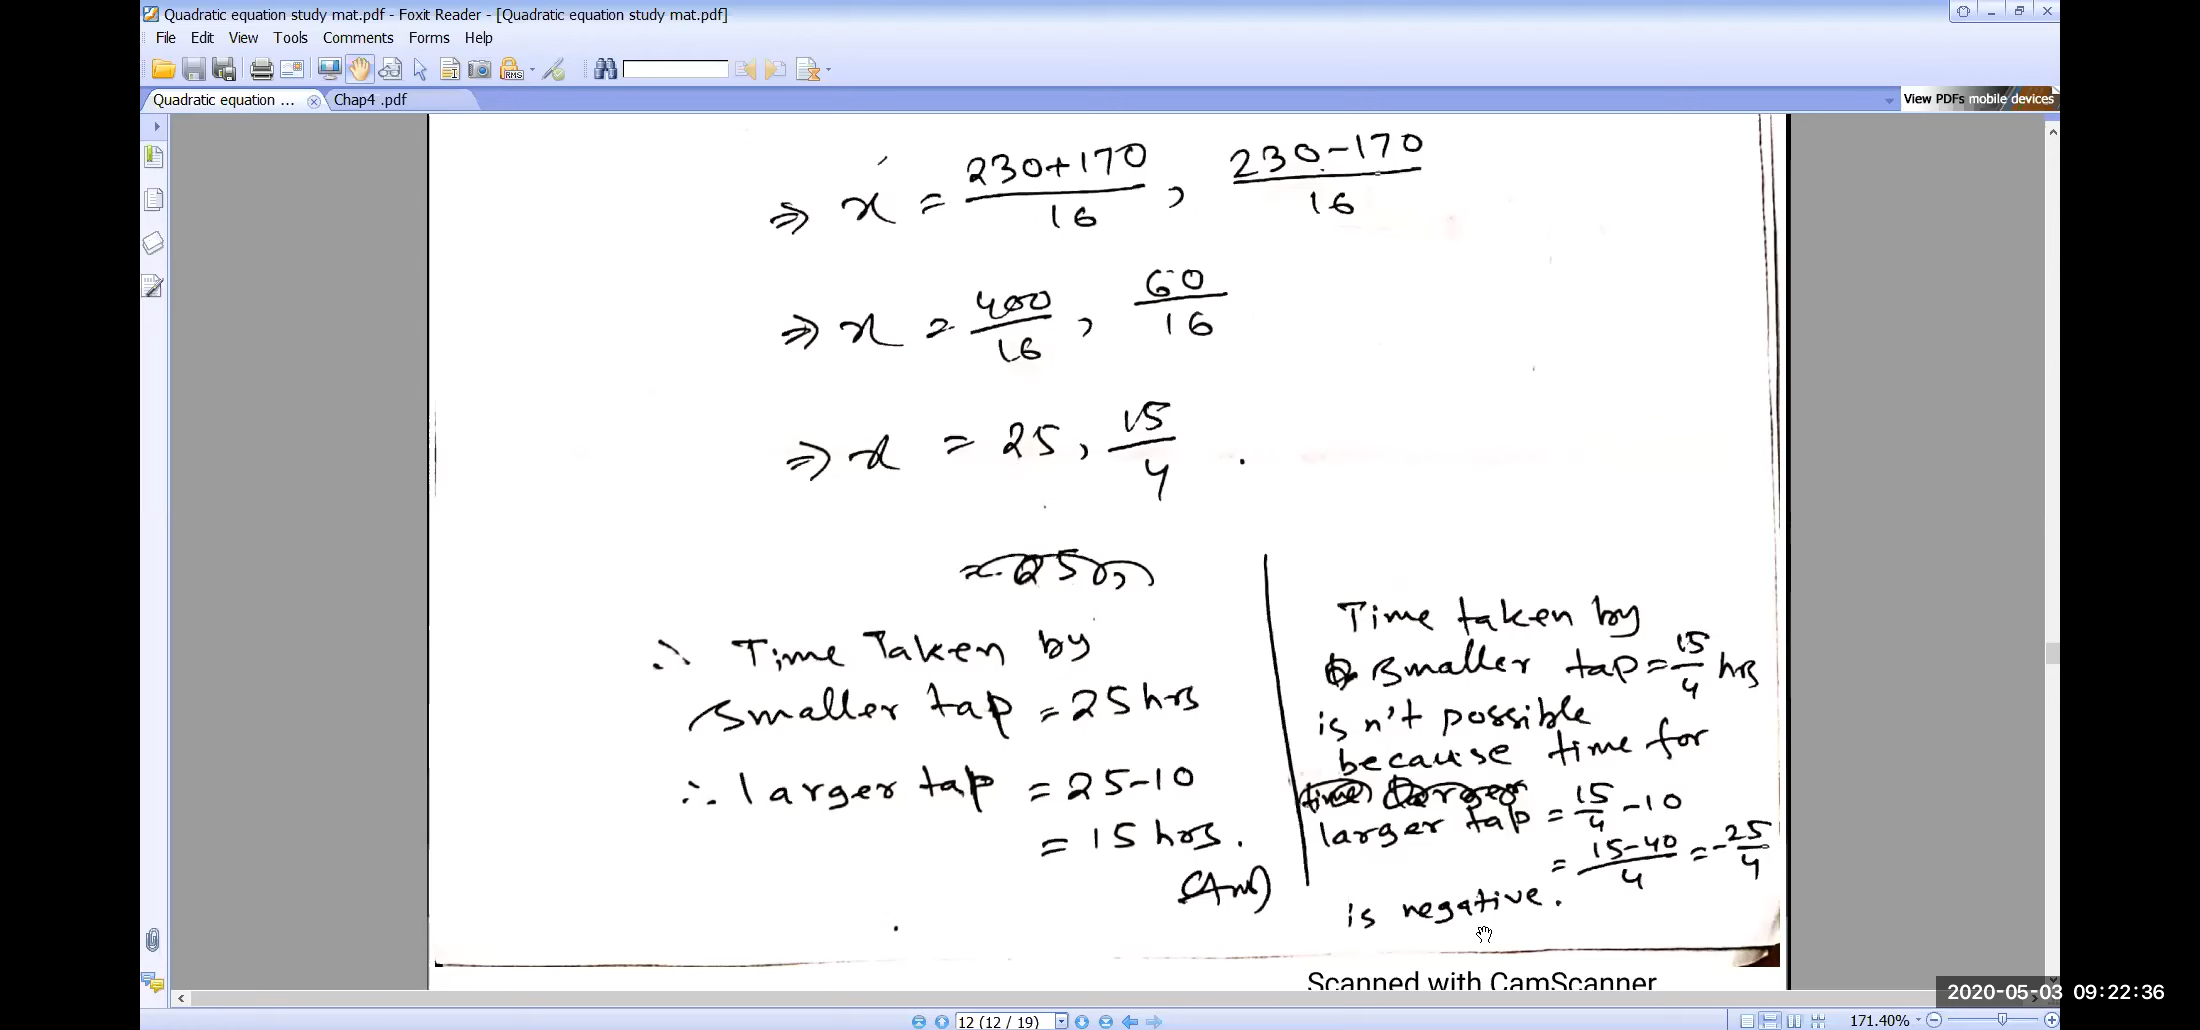 Quadratic equation study mat.pdf - Foxit Reader - [Quadratic equation study mat.pdf]
File Edit View Tools Comments Forms Help
Quadratic equation ... Chap4 .pdf
View PDFs mobile devices
⇒ x = 230+170/16 , 230-170/16
⇒ x = 400/16 , 60/16
⇒ x = 25, 15/4 .
∴ Time Taken by
smaller tap = 25 hrs
∴ larger tap = 25-10
= 15 hrs.
(Ans)
Time taken by
smaller tap = 15/4 hrs
is n't possible
because time for
larger tap = 15/4 - 10
= 15-40/4 = -25/4
is negative.
Scanned with CamScanner
2020-05-03 09:22:36
12 (12 / 19)
171.40%